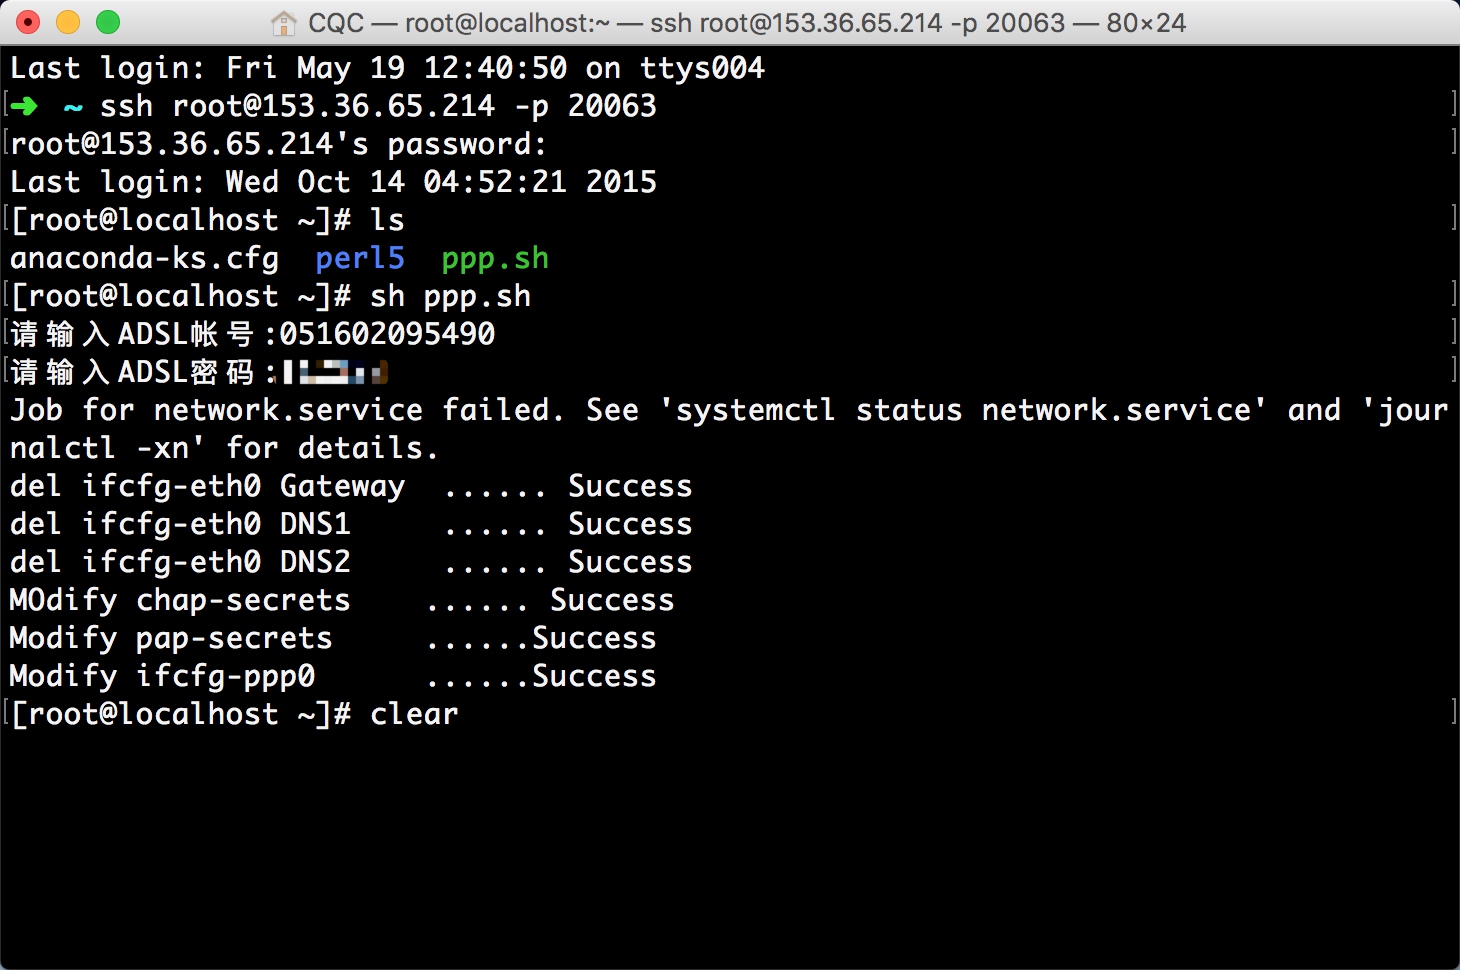 CQC — root@localhost:~ — ssh root@153.36.65.214 -p 20063 — 80×24
Last login: Fri May 19 12:40:50 on ttys004
➜  ~ ssh root@153.36.65.214 -p 20063
root@153.36.65.214's password:
Last login: Wed Oct 14 04:52:21 2015
[root@localhost ~]# ls
anaconda-ks.cfg  perl5  ppp.sh
[root@localhost ~]# sh ppp.sh
请输入ADSL帐号:051602095490
请输入ADSL密码:
Job for network.service failed. See 'systemctl status network.service' and 'jour
nalctl -xn' for details.
del ifcfg-eth0 Gateway  ...... Success
del ifcfg-eth0 DNS1     ...... Success
del ifcfg-eth0 DNS2     ...... Success
MOdify chap-secrets    ...... Success
Modify pap-secrets     ......Success
Modify ifcfg-ppp0      ......Success
[root@localhost ~]# clear